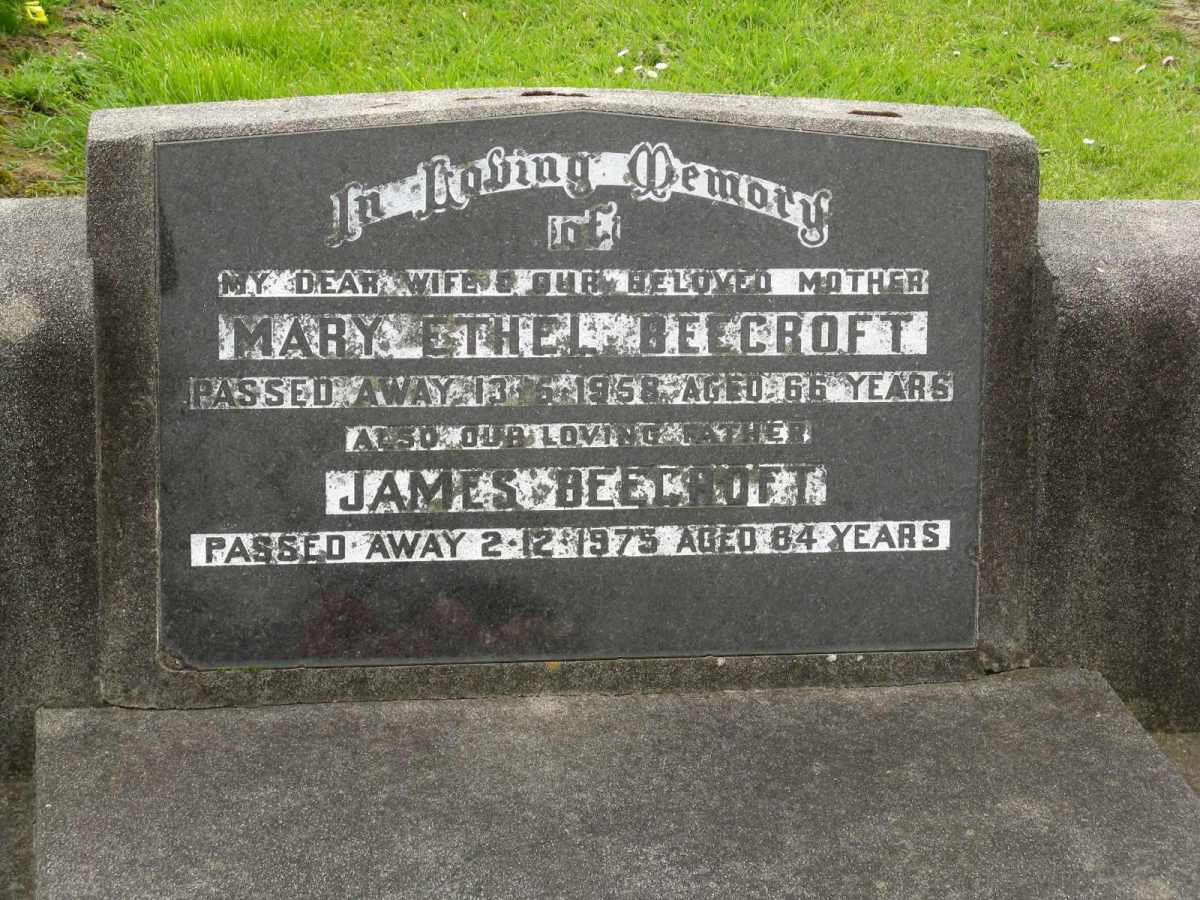 In Loving Memory
of
MY DEAR WIFE & OUR BELOVED MOTHER
MARY ETHEL BEECROFT
PASSED AWAY 13·5·1958 AGED 66 YEARS
ALSO OUR LOVING FATHER
JAMES BEECROFT
PASSED AWAY 2·12·1975 AGED 84 YEARS